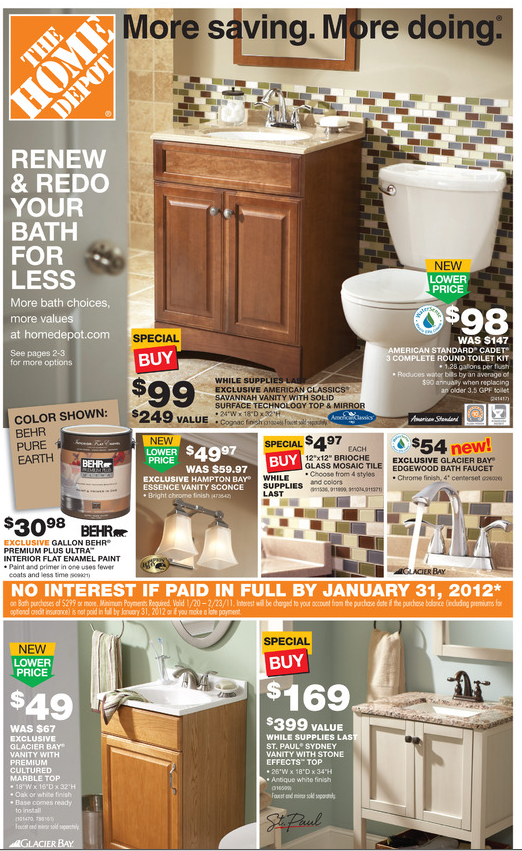 THE
HOME
DEPOT
More saving. More doing.®
RENEW
& REDO
YOUR
BATH
FOR
LESS
More bath choices,
more values
at homedepot.com
See pages 2-3
for more options
SPECIAL
BUY
$99
$249 VALUE
WHILE SUPPLIES LAST
EXCLUSIVE AMERICAN CLASSICS®
SAVANNAH VANITY WITH SOLID
SURFACE TECHNOLOGY TOP & MIRROR
• 24"W x 18"D x 32"H
• Cognac Finish Faucet sold separately
American Classics
NEW
LOWER
PRICE
WaterSense
$98
WAS $147
AMERICAN STANDARD® CADET®
3 COMPLETE ROUND TOILET KIT
• 1.28 gallons per flush
• Reduces water bills by an average of
$90 annually when replacing
an older 3.5 GPF toilet
(241417)
American Standard
COLOR SHOWN:
BEHR
PURE
EARTH
BEHR
$30 98
BEHR
EXCLUSIVE GALLON BEHR®
PREMIUM PLUS ULTRA™
INTERIOR FLAT ENAMEL PAINT
• Paint and primer in one uses fewer
coats and less time (909921)
NEW
LOWER
PRICE
$49 97
WAS $59.97
EXCLUSIVE HAMPTON BAY®
ESSENCE VANITY SCONCE
• Bright chrome finish (473542)
SPECIAL
BUY
WHILE
SUPPLIES
LAST
$4 97 EACH
12"x12" BRIOCHE
GLASS MOSAIC TILE
• Choose from 4 styles
and colors
(911536, 911899, 911374, 911371)
$54 new!
EXCLUSIVE GLACIER BAY®
EDGEWOOD BATH FAUCET
• Chrome finish, 4" centerset (226026)
GLACIER BAY
NO INTEREST IF PAID IN FULL BY JANUARY 31, 2012*
on Bath purchases of $299 or more. Minimum Payments Required. Valid 1/20 – 2/23/11. Interest will be charged to your account from the purchase date if the purchase balance (including premiums for
optional credit insurance) is not paid in full by January 31, 2012 or if you make a late payment.
NEW
LOWER
PRICE
$49
WAS $67
EXCLUSIVE
GLACIER BAY®
VANITY WITH
PREMIUM
CULTURED
MARBLE TOP
• 18"W x 16"D x 32"H
• Oak or white finish
• Base comes ready
to install
(181473, 786161)
Faucet and mirror sold separately.
GLACIER BAY
SPECIAL
BUY
$169
$399 VALUE
WHILE SUPPLIES LAST
ST. PAUL® SYDNEY
VANITY WITH STONE
EFFECTS™ TOP
• 26"W x 18"D x 34"H
• Antique white finish
(316599)
Faucet and mirror sold separately.
St. Paul